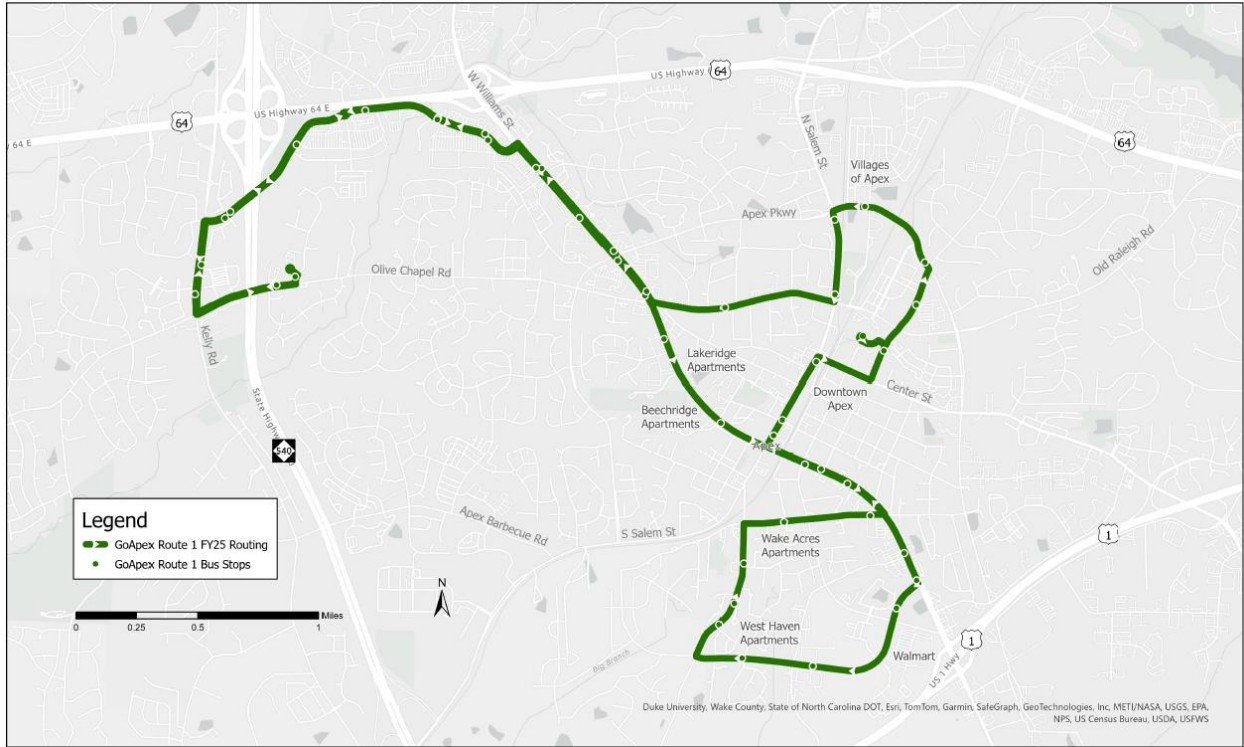 US Highway 64 E
64
W Williams St
US Highway 6
64
64
y 64 E
N Salem St
Villages
of Apex
64
Apex Pkwy
Old Raleigh Rd
Olive Chapel Rd
Kelly Rd
Lakeridge
Apartments
Center St
Downtown
Apex
Beechridge
Apartments
State Highw
540
Apex
Apex Barbecue Rd
S Salem St
1
Wake Acres
Apartments
West Haven
Apartments
Walmart
1
US 1 Hwy
Big Branch
Legend
GoApex Route 1 FY25 Routing
GoApex Route 1 Bus Stops
N
Miles
0 0.25 0.5 1
Duke University, Wake County, State of North Carolina DOT, Esri, TomTom, Garmin, SafeGraph, GeoTechnologies, Inc, METI/NASA, USGS, EPA,
NPS, US Census Bureau, USDA, USFWS